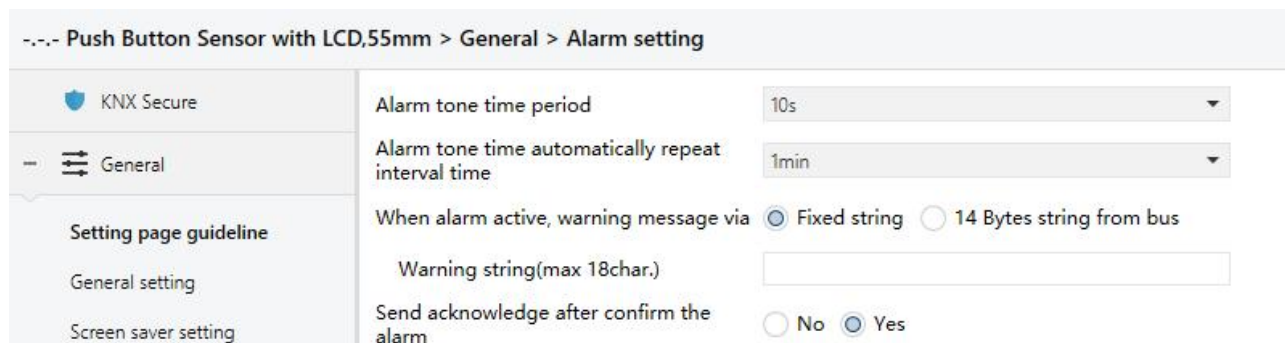 -.-.- Push Button Sensor with LCD,55mm > General > Alarm setting
KNX Secure
General
Setting page guideline
General setting
Screen saver setting
Alarm tone time period
10s
Alarm tone time automatically repeat
interval time
1min
When alarm active, warning message via
Fixed string
14 Bytes string from bus
Warning string(max 18char.)
Send acknowledge after confirm the
alarm
No
Yes